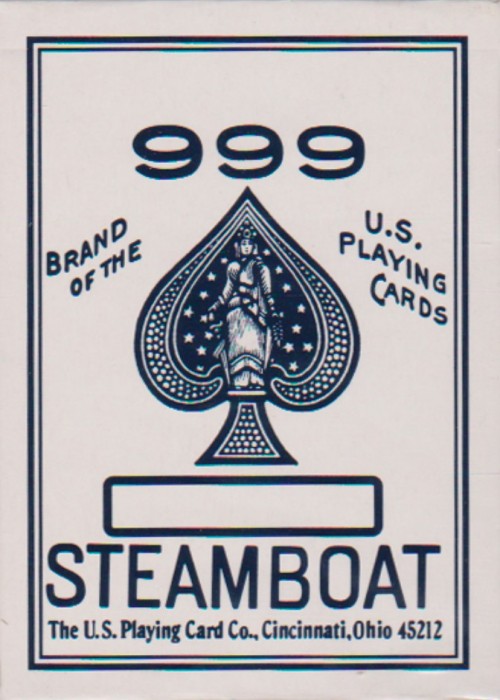 999
BRAND
OF THE
U.S.
PLAYING
CARDS
STEAMBOAT
The U.S. Playing Card Co., Cincinnati, Ohio 45212